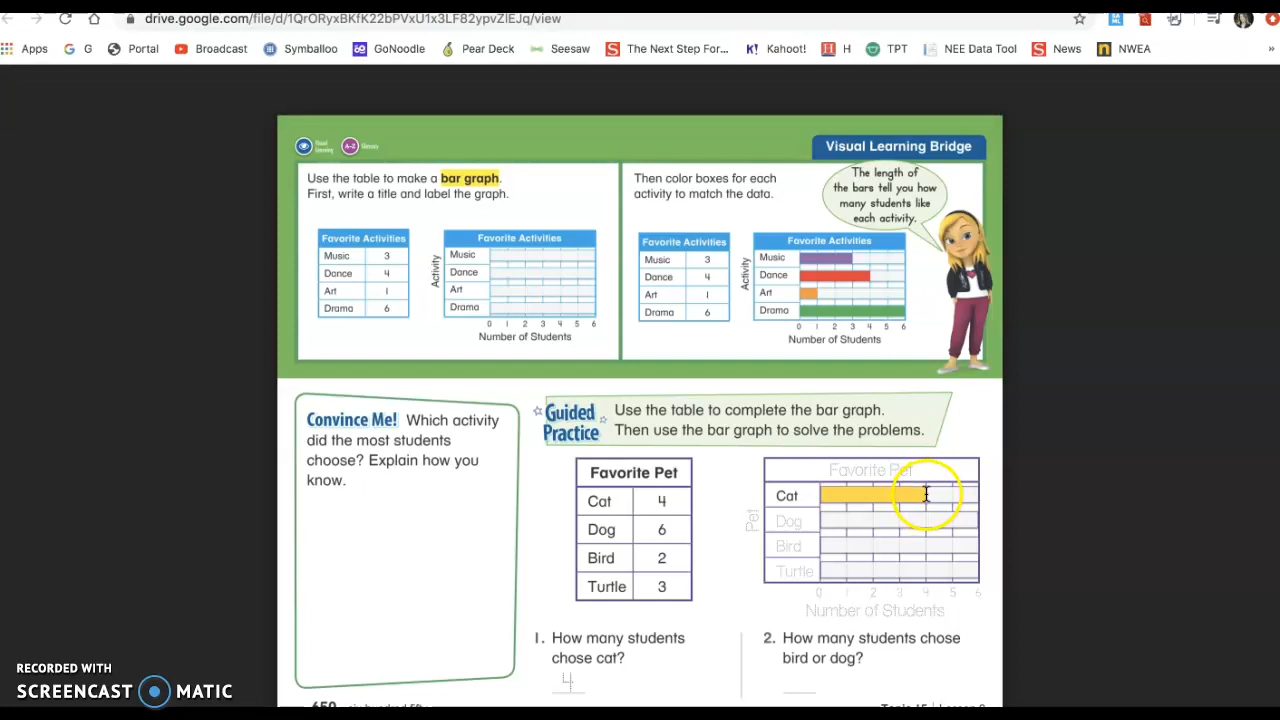 drive.google.com/file/d/1QrORyxBKfK22bPVxU1x3LF82ypvZlEJq/view
Apps G Portal Broadcast Symballoo GoNoodle Pear Deck Seesaw The Next Step For... Kahoot! H TPT NEE Data Tool News NWEA »
Visual Learning
A-Z Glossary
Visual Learning Bridge
Use the table to make a bar graph.
First, write a title and label the graph.
Favorite Activities
Music 3
Dance 4
Art 1
Drama 6
Favorite Activities
Activity
Music
Dance
Art
Drama
0 1 2 3 4 5 6
Number of Students
Then color boxes for each
activity to match the data.
The length of
the bars tell you how
many students like
each activity.
Favorite Activities
Music 3
Dance 4
Art 1
Drama 6
Favorite Activities
Activity
Music
Dance
Art
Drama
0 1 2 3 4 5 6
Number of Students
Convince Me! Which activity
did the most students
choose? Explain how you
know.
Guided
Practice
Use the table to complete the bar graph.
Then use the bar graph to solve the problems.
Favorite Pet
Cat 4
Dog 6
Bird 2
Turtle 3
Favorite Pet
Pet
Cat
Dog
Bird
Turtle
0 1 2 3 4 5 6
Number of Students
1. How many students
chose cat?
4
2. How many students chose
bird or dog?
RECORDED WITH
SCREENCAST MATIC